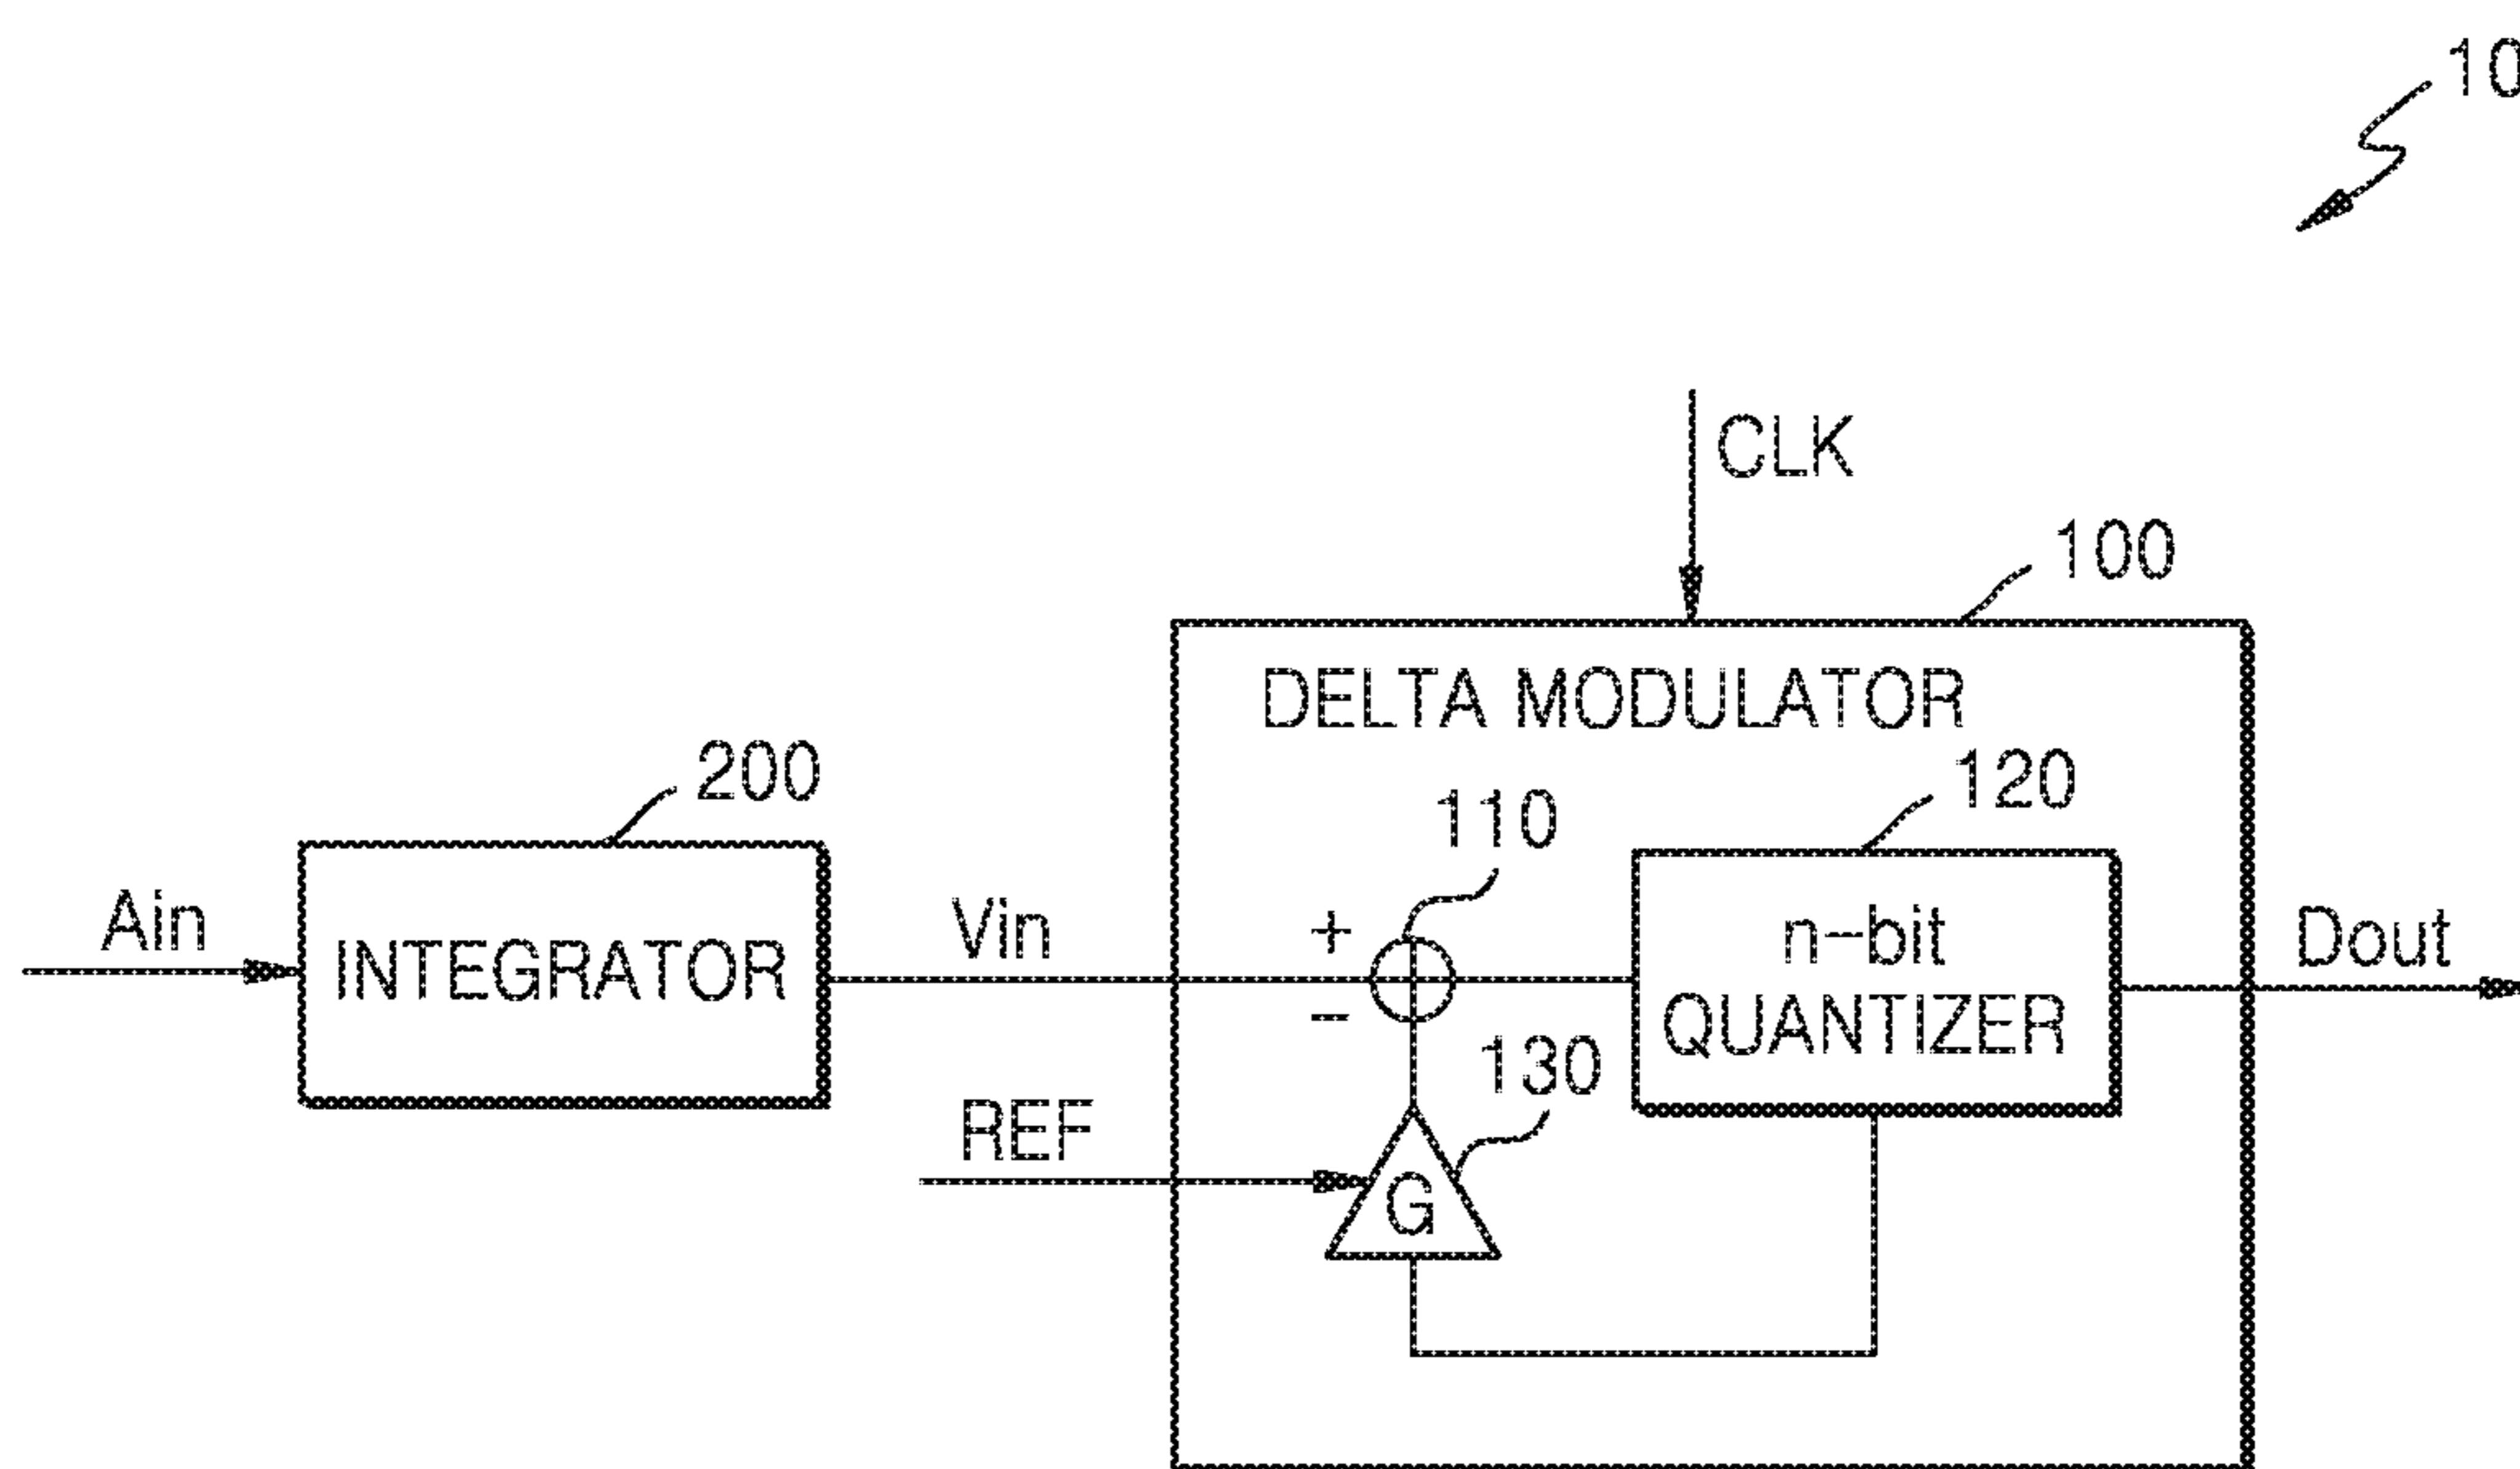 10
CLK
100
DELTA MODULATOR
200
110
120
Ain
INTEGRATOR
Vin
+
−
n-bit
QUANTIZER
Dout
REF
130
G